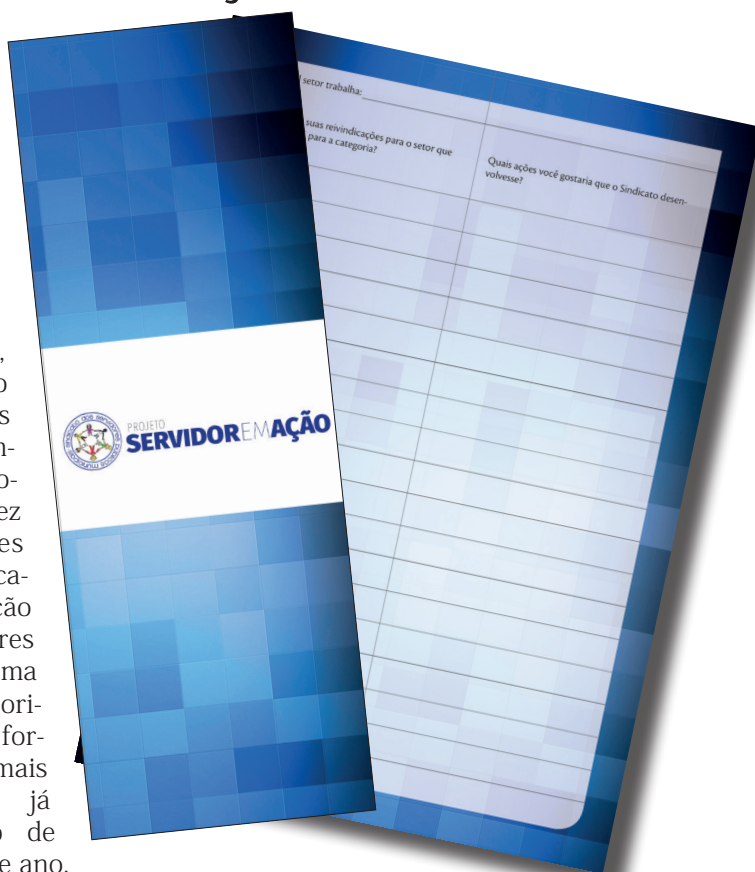 PROJETO
SERVIDOREMAÇÃO
setor trabalha:
suas reivindicações para o setor que
para a categoria?
Quais ações você gostaria que o Sindicato desen-
volvesse?
,
o
s
n-
o-
ez
es
ca-
ção
res
ma
ori-
for-
mais
já
o de
e ano.